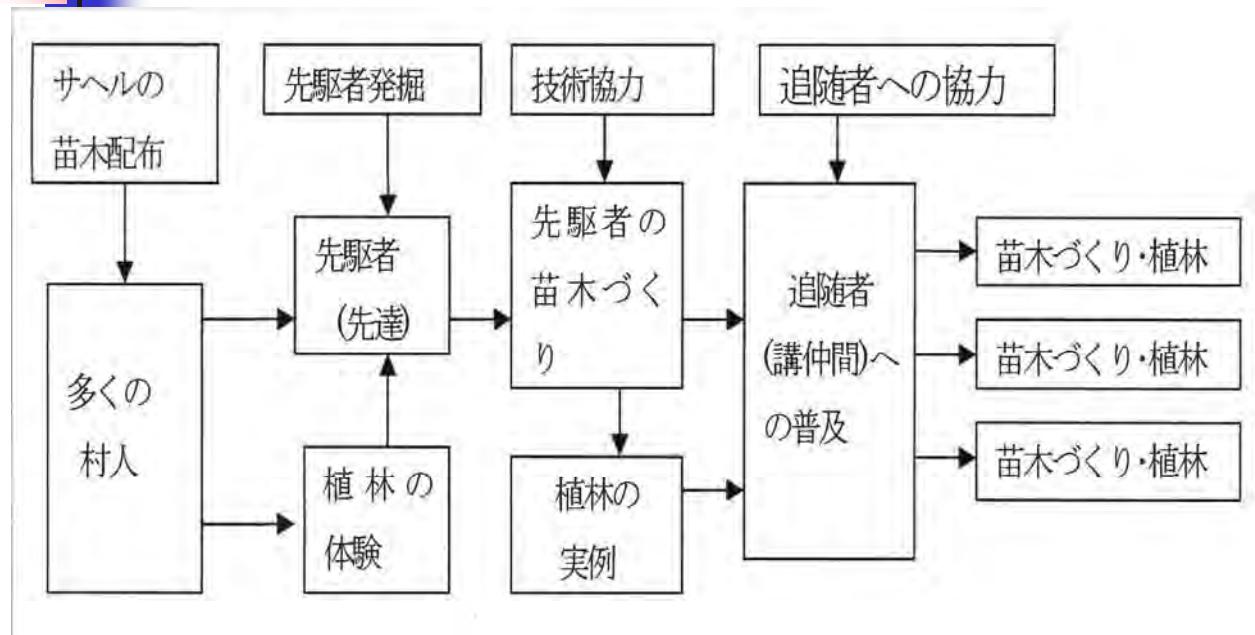 サヘルの
苗木配布
先駆者発掘
技術協力
追随者への協力
多くの
村人
先駆者
(先達)
植林の
体験
先駆者の
苗木づく
り
植林の
実例
追随者
(講仲間)へ
の普及
苗木づくり・植林
苗木づくり・植林
苗木づくり・植林